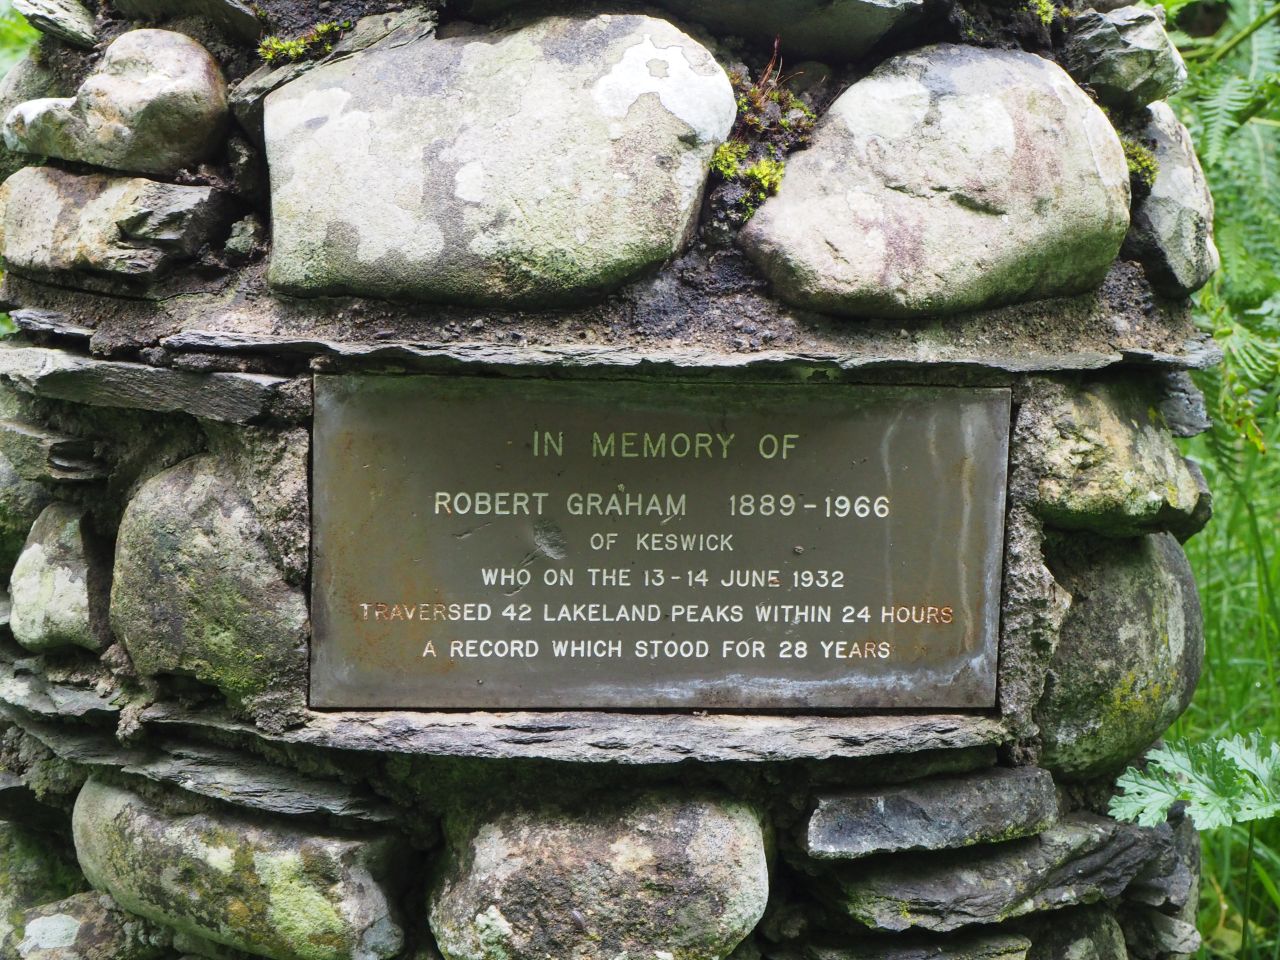 IN MEMORY OF
ROBERT GRAHAM 1889-1966
OF KESWICK
WHO ON THE 13-14 JUNE 1932
TRAVERSED 42 LAKELAND PEAKS WITHIN 24 HOURS
A RECORD WHICH STOOD FOR 28 YEARS